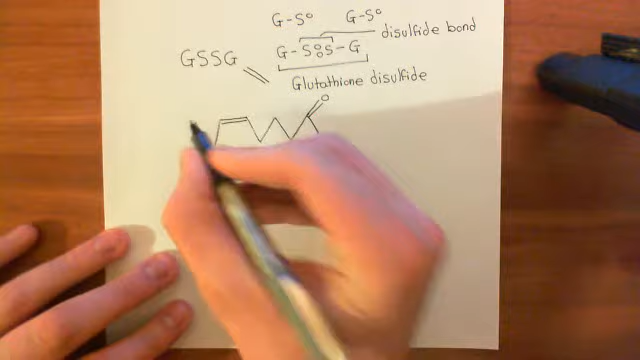 G-S° G-S°
disulfide bond
G-S°°S-G
GSSG
Glutathione disulfide
O